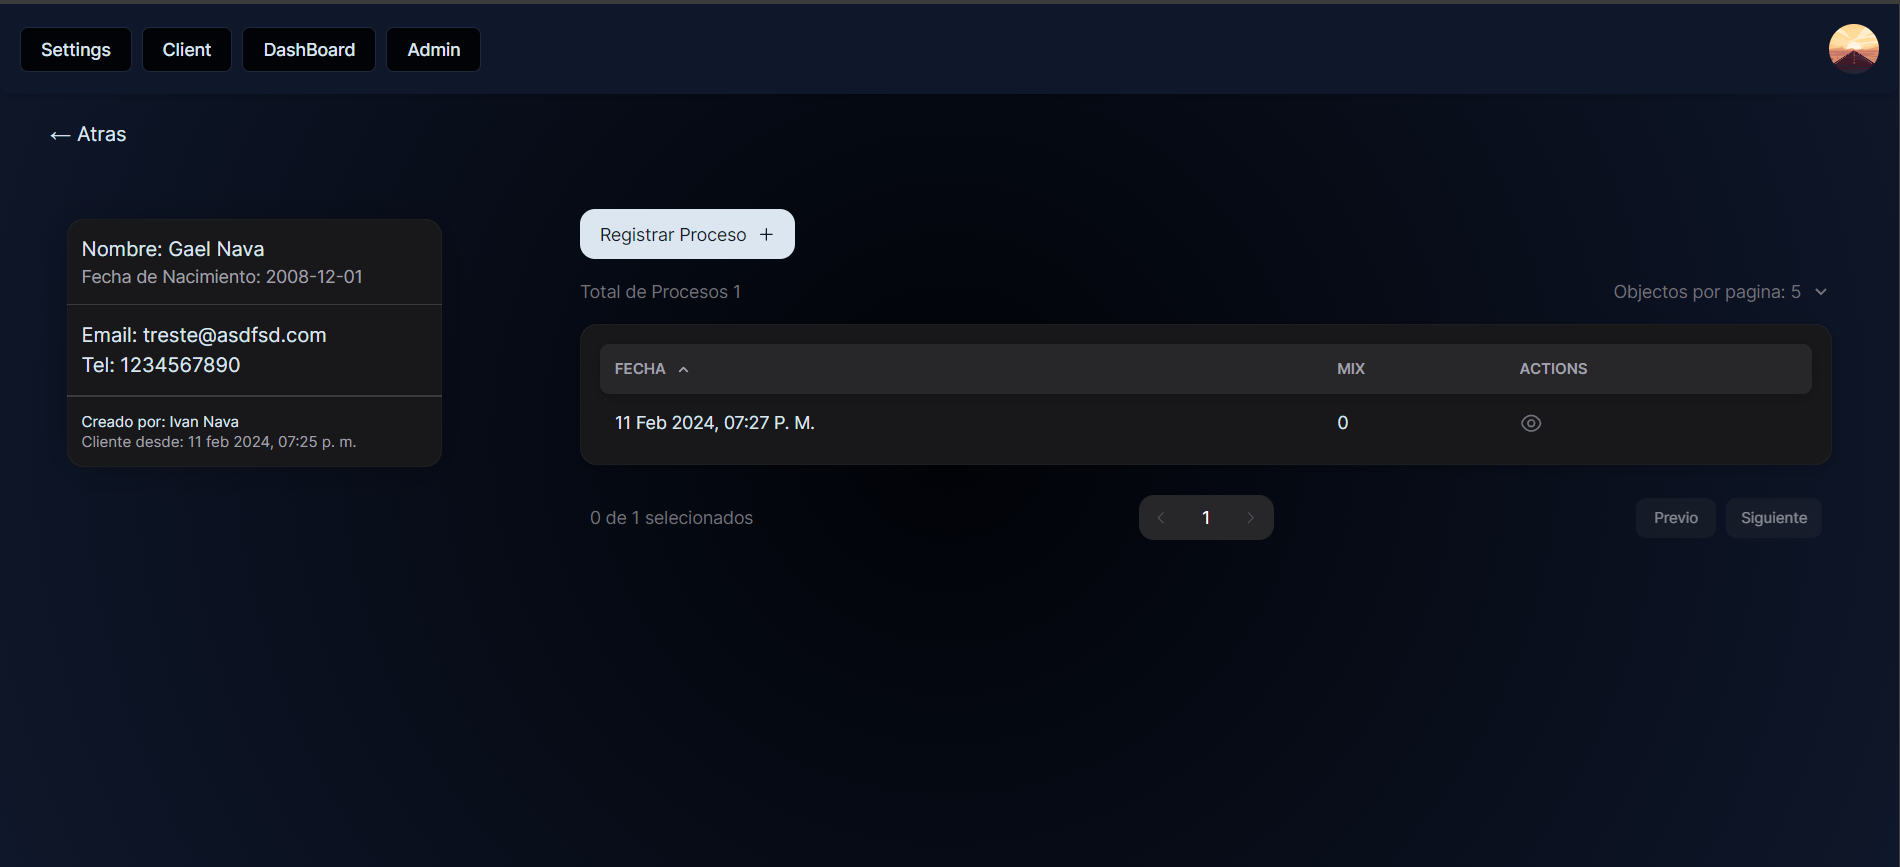 Settings Client DashBoard Admin
← Atras
Nombre: Gael Nava
Fecha de Nacimiento: 2008-12-01
Email: treste@asdfsd.com
Tel: 1234567890
Creado por: Ivan Nava
Cliente desde: 11 feb 2024, 07:25 p. m.
Registrar Proceso +
Total de Procesos 1
Objectos por pagina: 5
FECHA MIX ACTIONS
11 Feb 2024, 07:27 P. M. 0
0 de 1 selecionados
1
Previo Siguiente